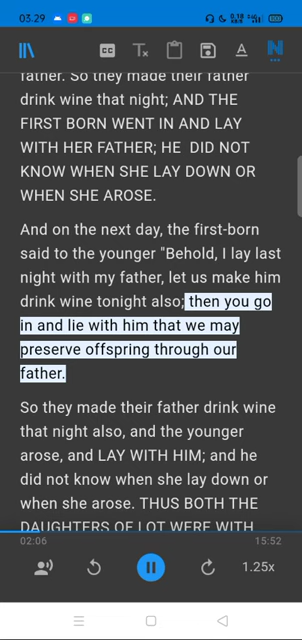 03.29
0.78
KB/s
CC
Tx
A
N
father. So they made their father
drink wine that night; AND THE
FIRST BORN WENT IN AND LAY
WITH HER FATHER; HE DID NOT
KNOW WHEN SHE LAY DOWN OR
WHEN SHE AROSE.
And on the next day, the first-born
said to the younger "Behold, I lay last
night with my father, let us make him
drink wine tonight also; then you go
in and lie with him that we may
preserve offspring through our
father.
So they made their father drink wine
that night also, and the younger
arose, and LAY WITH HIM; and he
did not know when she lay down or
when she arose. THUS BOTH THE
DAUGHTERS OF LOT WERE WITH
02:06
15:52
1.25x